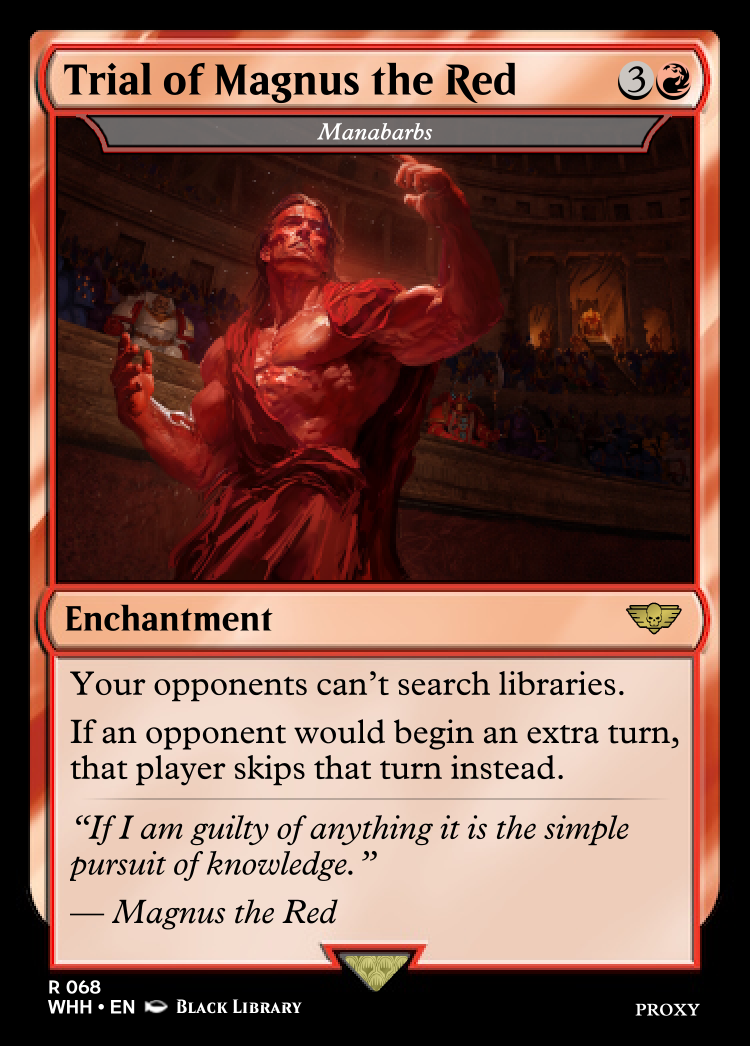 Trial of Magnus the Red 3
Manabarbs
Enchantment
Your opponents can’t search libraries.
If an opponent would begin an extra turn,
that player skips that turn instead.
“If I am guilty of anything it is the simple
pursuit of knowledge.”
— Magnus the Red
R 068
WHH • EN BLACK LIBRARY
PROXY